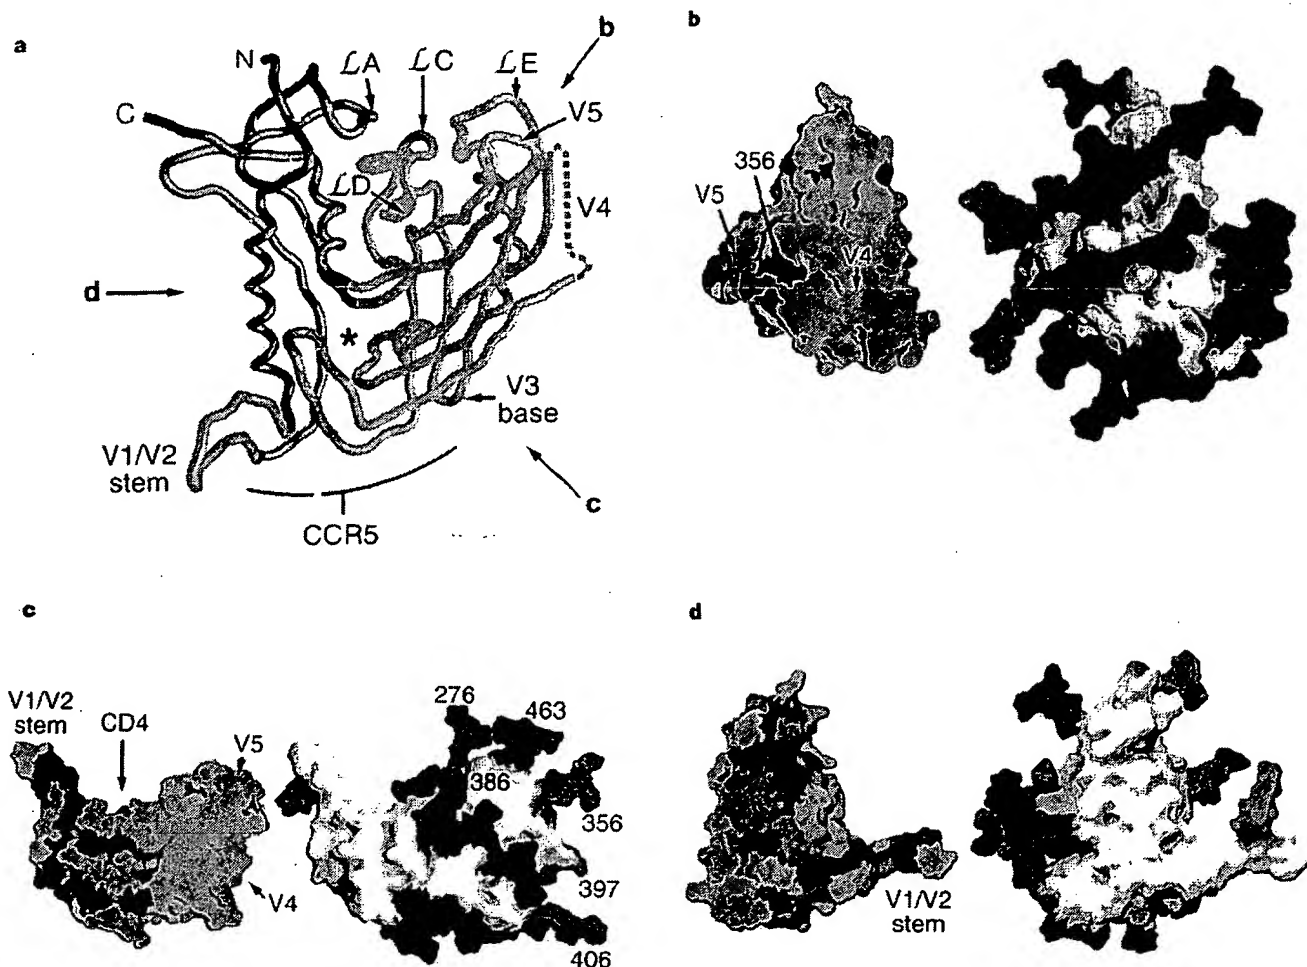 a
N
ℒA
ℒC
ℒE
b
C
V5
ℒD
V4
d
*
V3
base
V1/V2
stem
c
CCR5
b
356
V5
V4
c
V1/V2
stem
CD4
V5
V4
276
463
386
356
397
406
d
V1/V2
stem